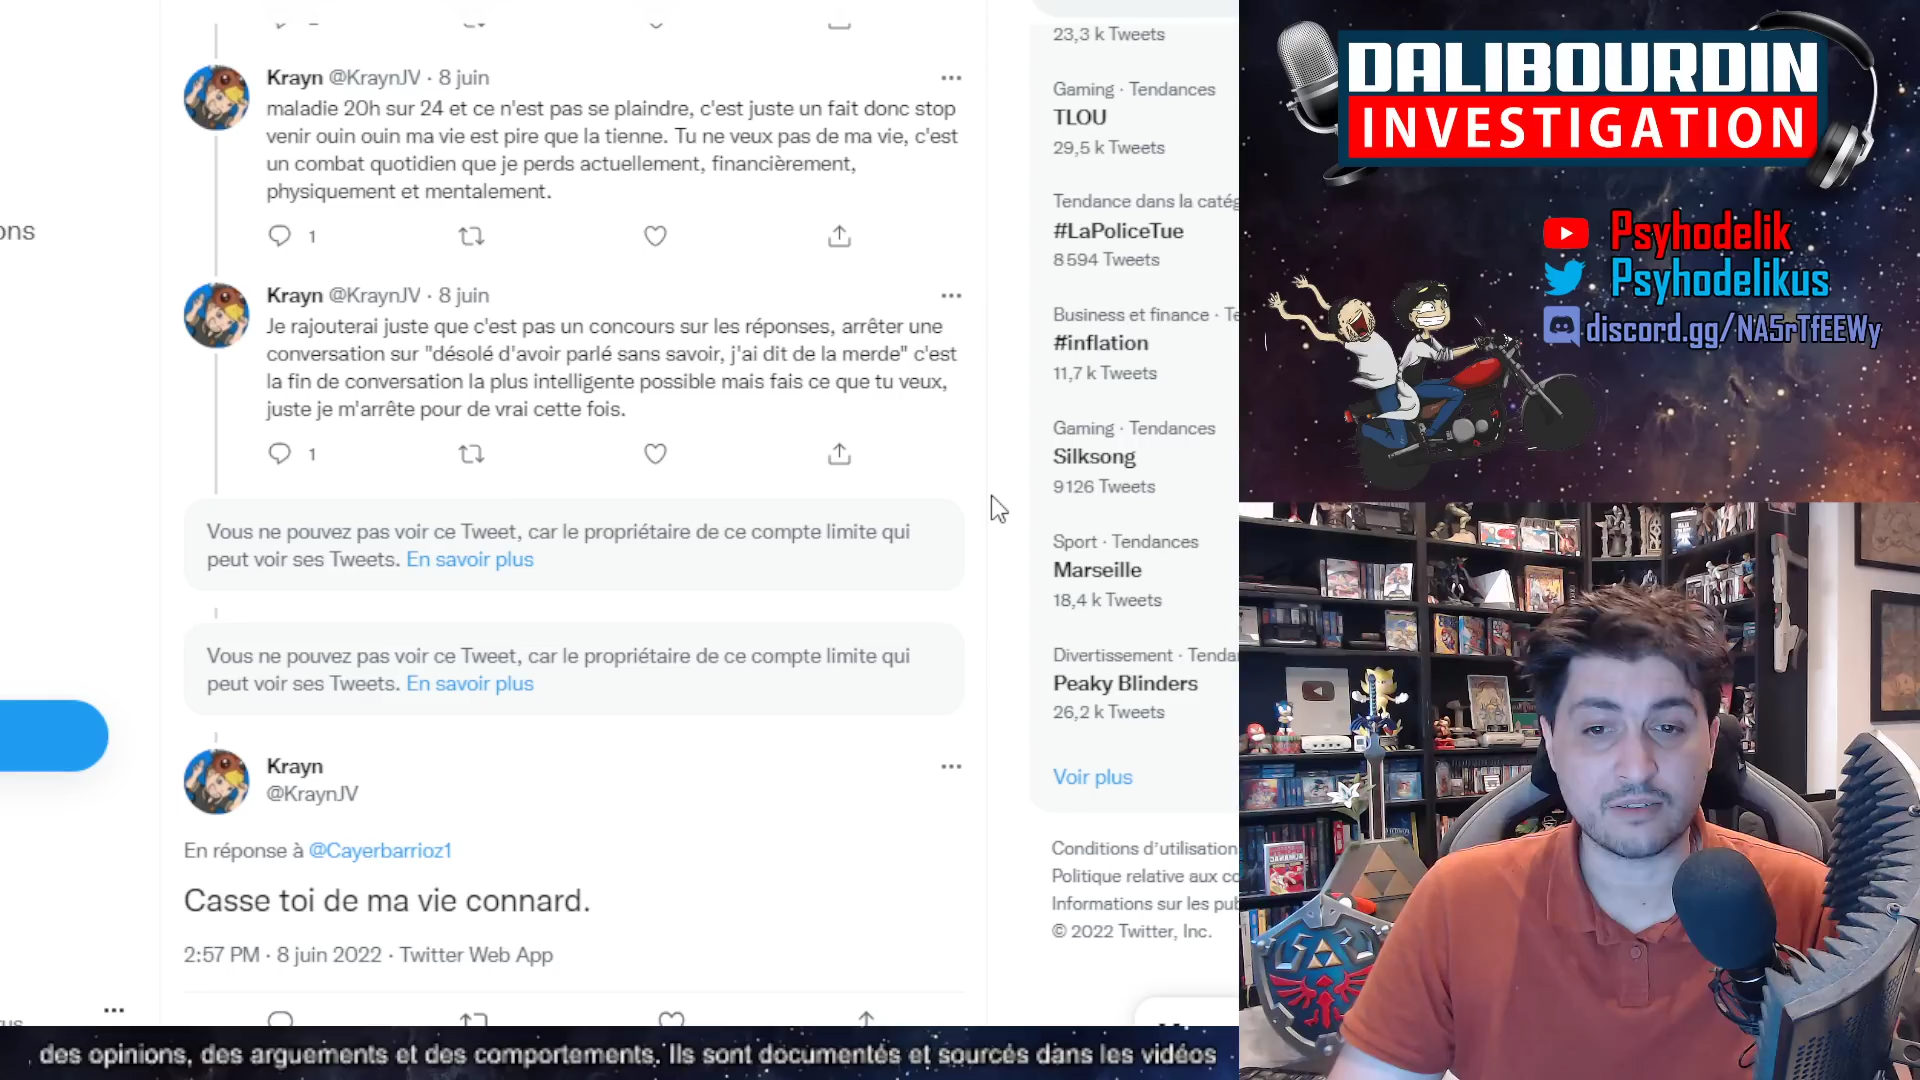 ons
Krayn @KraynJV · 8 juin
maladie 20h sur 24 et ce n'est pas se plaindre, c'est juste un fait donc stop
venir ouin ouin ma vie est pire que la tienne. Tu ne veux pas de ma vie, c'est
un combat quotidien que je perds actuellement, financièrement,
physiquement et mentalement.
1
Krayn @KraynJV · 8 juin
Je rajouterai juste que c'est pas un concours sur les réponses, arrêter une
conversation sur "désolé d'avoir parlé sans savoir, j'ai dit de la merde" c'est
la fin de conversation la plus intelligente possible mais fais ce que tu veux,
juste je m'arrête pour de vrai cette fois.
1
Vous ne pouvez pas voir ce Tweet, car le propriétaire de ce compte limite qui
peut voir ses Tweets. En savoir plus
Vous ne pouvez pas voir ce Tweet, car le propriétaire de ce compte limite qui
peut voir ses Tweets. En savoir plus
Krayn
@KraynJV
En réponse à @Cayerbarrioz1
Casse toi de ma vie connard.
2:57 PM · 8 juin 2022 · Twitter Web App
23,3 k Tweets
Gaming · Tendances
TLOU
29,5 k Tweets
Tendance dans la catég
#LaPoliceTue
8 594 Tweets
Business et finance · Te
#inflation
11,7 k Tweets
Gaming · Tendances
Silksong
9 126 Tweets
Sport · Tendances
Marseille
18,4 k Tweets
Divertissement · Tenda
Peaky Blinders
26,2 k Tweets
Voir plus
Conditions d'utilisation
Politique relative aux co
Informations sur les pub
© 2022 Twitter, Inc.
DALIBOURDIN
INVESTIGATION
Psyhodelik
Psyhodelikus
discord.gg/NA5rTfEEWy
des opinions, des arguements et des comportements. Ils sont documentés et sourcés dans les vidéos